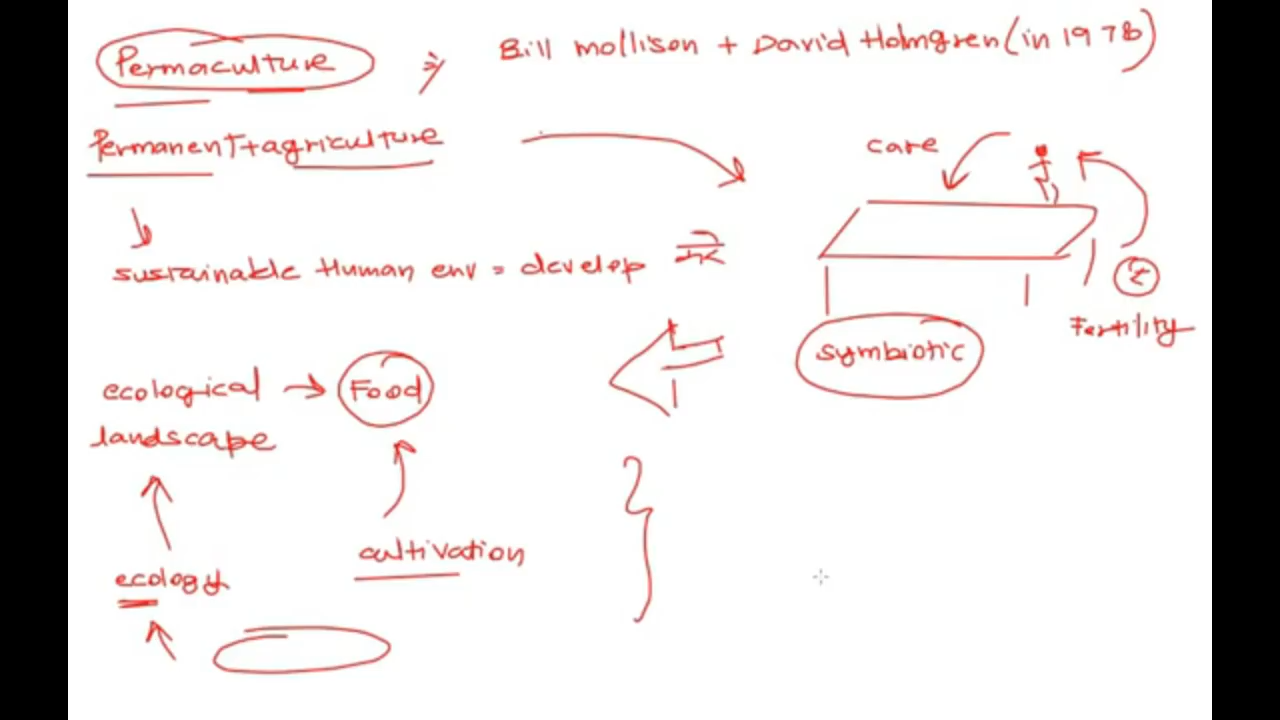 Permaculture ⇒ Bill mollison + David Holmgren (in 1978)
Permanent + agriculture
care
sustainable Human env = develop
Fertility
symbiotic
ecological → Food
landscape
cultivation
ecology